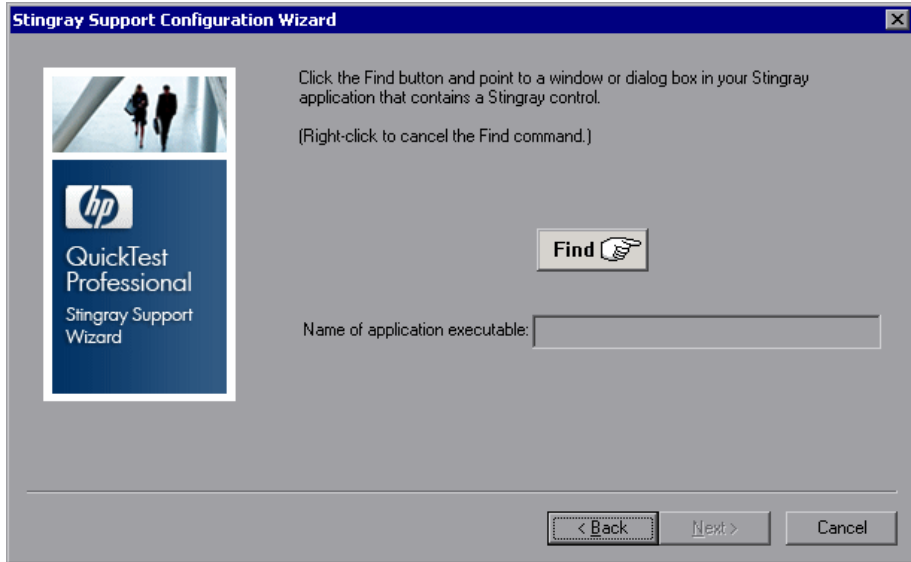 Stingray Support Configuration Wizard
Click the Find button and point to a window or dialog box in your Stingray
application that contains a Stingray control.
(Right-click to cancel the Find command.)
hp
QuickTest
Professional
Stingray Support
Wizard
Find
Name of application executable:
< Back
Next >
Cancel